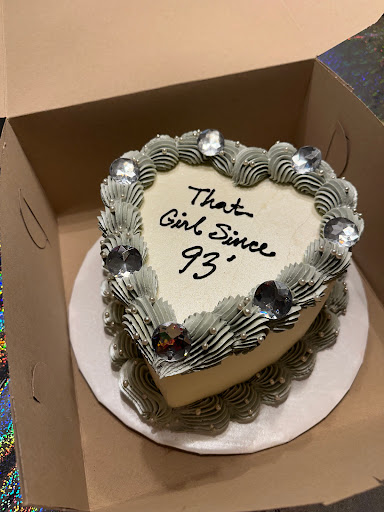 That
Girl Since
93'